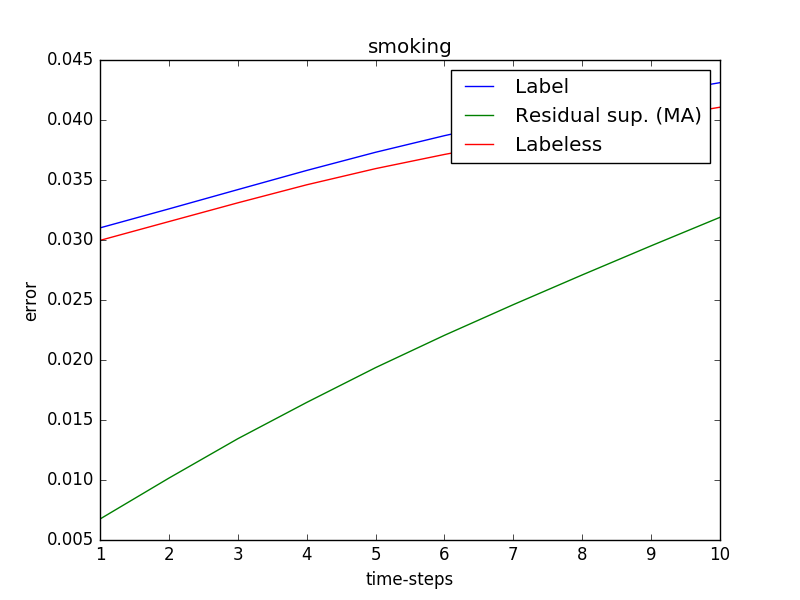 smoking
0.045
0.040
0.035
0.030
0.025
0.020
0.015
0.010
0.005
error
Label
Residual sup. (MA)
Labeless
1 2 3 4 5 6 7 8 9 10
time-steps